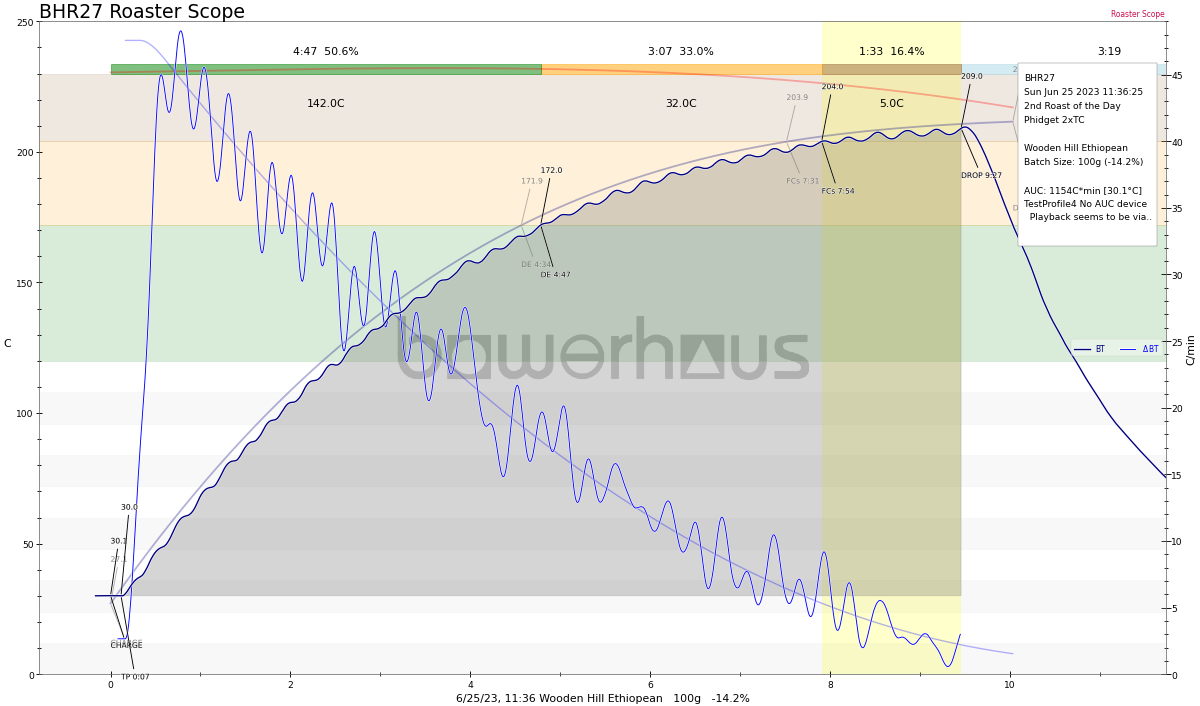 BHR27 Roaster Scope
Roaster Scope
250
4:47 50.6%
3:07 33.0%
1:33 16.4%
3:19
142.0C
32.0C
5.0C
45
203.9
204.0
209.0
BHR27
Sun Jun 25 2023 11:36:25
2nd Roast of the Day
Phidget 2xTC
Wooden Hill Ethiopean
Batch Size: 100g (-14.2%)
AUC: 1154C*min [30.1°C]
TestProfile4 No AUC device
Playback seems to be via..
200
40
171.9
172.0
FCs 7:31
FCs 7:54
DROP 9:27
35
DE 4:34
DE 4:47
150
30
C
bawerhaus
BT
ΔBT
25
C/min
100
20
15
30.0
30.1
50
10
5
CHARGE
CHARGE
TP 0:07
0
0
0
2
4
6
8
10
6/25/23, 11:36 Wooden Hill Ethiopean 100g -14.2%